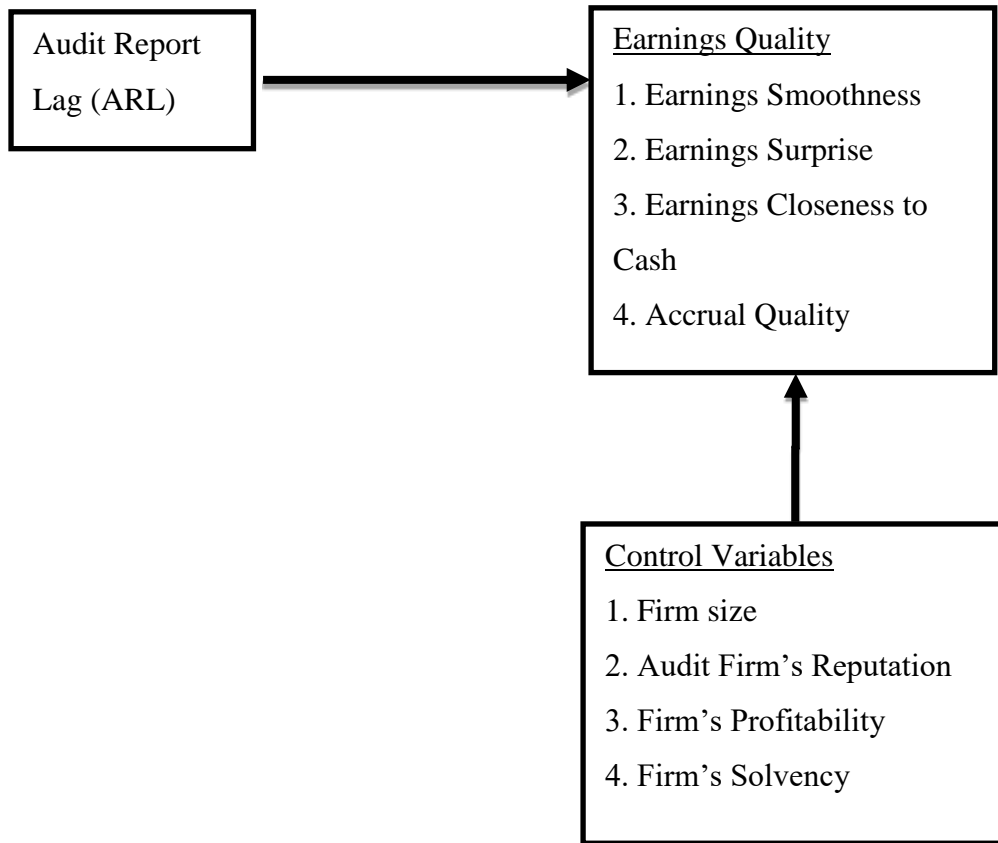 Audit Report
Lag (ARL)
Earnings Quality
1. Earnings Smoothness
2. Earnings Surprise
3. Earnings Closeness to
Cash
4. Accrual Quality
Control Variables
1. Firm size
2. Audit Firm’s Reputation
3. Firm’s Profitability
4. Firm’s Solvency